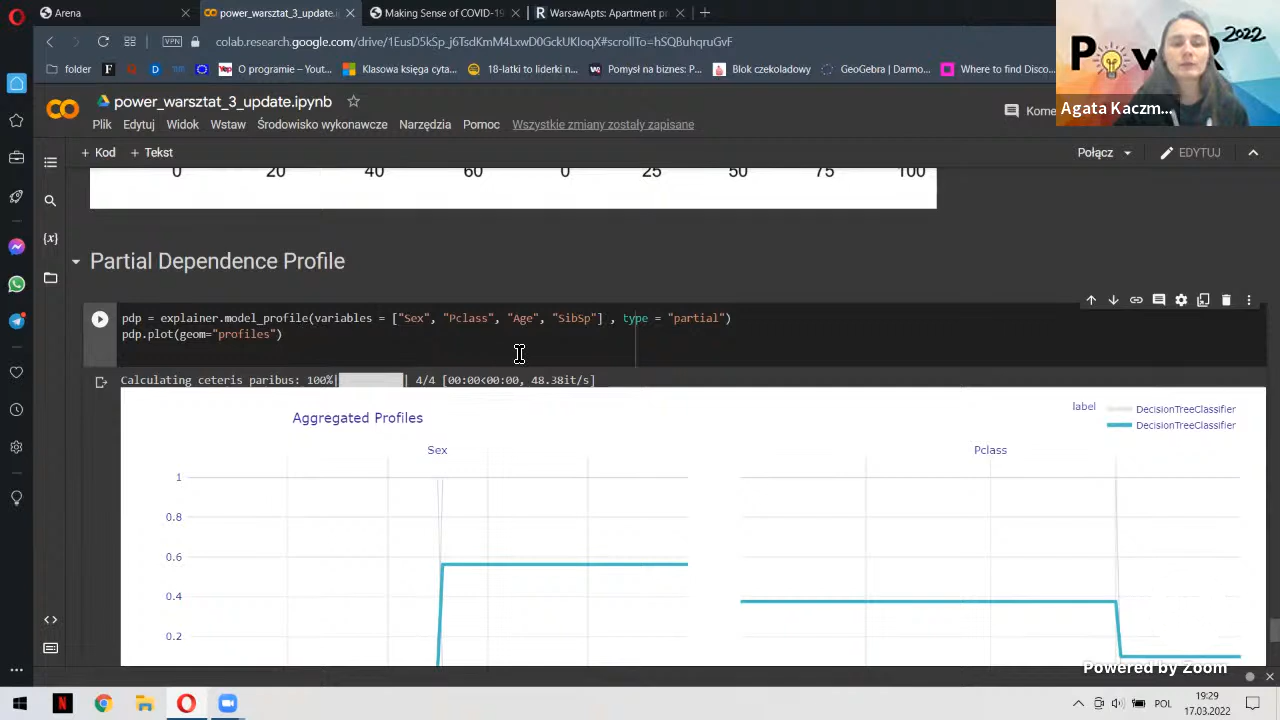 Arena
power_warsztat_3_update.ipynb
Making Sense of COVID-19
WarsawApts: Apartment pr
VPN
colab.research.google.com/drive/1EusD5kSp_j6TsdKmM4LxwD0GckUKloqX#scrollTo=hSQBuhqruGvF
folder
O programie – Yout...
Klasowa księga cyta...
18-latki to liderki n...
Pomysł na biznes: P...
Blok czekoladowy
GeoGebra ( Darmo...
Where to find Disco...
2022
Agata Kaczm...
power_warsztat_3_update.ipynb
Plik Edytuj Widok Wstaw Środowisko wykonawcze Narzędzia Pomoc Wszystkie zmiany zostały zapisane
Kome
+ Kod + Tekst
Połącz
EDYTUJ
0 20 40 60 0 25 50 75 100
Partial Dependence Profile
pdp = explainer.model_profile(variables = ["Sex", "Pclass", "Age", "SibSp"] , type = "partial")
pdp.plot(geom="profiles")
Calculating ceteris paribus: 100%| | 4/4 [00:00<00:00, 48.38it/s]
Aggregated Profiles
label
DecisionTreeClassifier
DecisionTreeClassifier
Sex
Pclass
1
0.8
0.6
0.4
0.2
Powered by Zoom
POL
19:29
17.03.2022